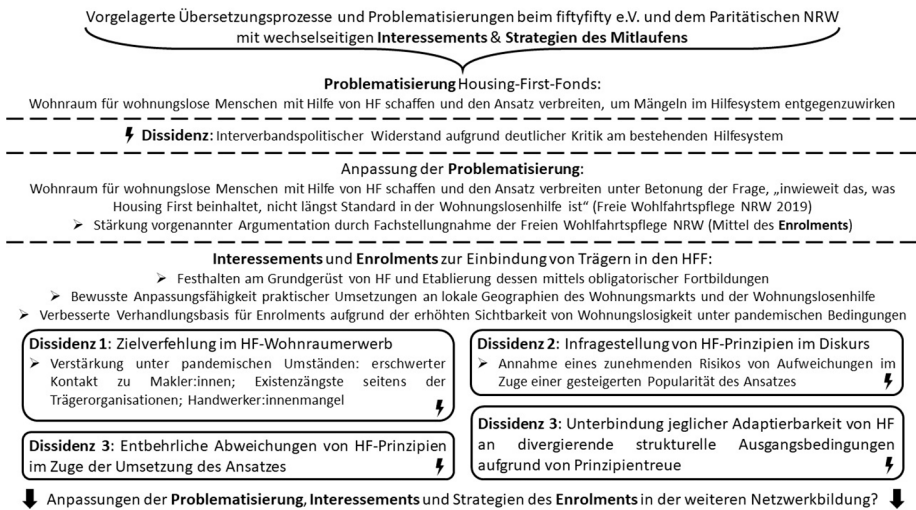 Vorgelagerte Übersetzungsprozesse und Problematisierungen beim fiftyfifty e.V. und dem Paritätischen NRW
mit wechselseitigen Interessements & Strategien des Mitlaufens
Problematisierung Housing-First-Fonds:
Wohnraum für wohnungslose Menschen mit Hilfe von HF schaffen und den Ansatz verbreiten, um Mängeln im Hilfesystem entgegenzuwirken
Dissidenz: Interverbandspolitischer Widerstand aufgrund deutlicher Kritik am bestehenden Hilfesystem
Anpassung der Problematisierung:
Wohnraum für wohnungslose Menschen mit Hilfe von HF schaffen und den Ansatz verbreiten unter Betonung der Frage, „inwieweit das, was
Housing First beinhaltet, nicht längst Standard in der Wohnungslosenhilfe ist“ (Freie Wohlfahrtspflege NRW 2019)
➢ Stärkung vorgenannter Argumentation durch Fachstellungnahme der Freien Wohlfahrtspflege NRW (Mittel des Enrolments)
Interessements und Enrolments zur Einbindung von Trägern in den HFF:
➢ Festhalten am Grundgerüst von HF und Etablierung dessen mittels obligatorischer Fortbildungen
➢ Bewusste Anpassungsfähigkeit praktischer Umsetzungen an lokale Geographien des Wohnungsmarkts und der Wohnungslosenhilfe
➢ Verbesserte Verhandlungsbasis für Enrolments aufgrund der erhöhten Sichtbarkeit von Wohnungslosigkeit unter pandemischen Bedingungen
Dissidenz 1: Zielverfehlung im HF-Wohnraumerwerb
➢ Verstärkung unter pandemischen Umständen: erschwerter
Kontakt zu Makler:innen; Existenzängste seitens der
Trägerorganisationen; Handwerker:innenmangel
Dissidenz 2: Infragestellung von HF-Prinzipien im Diskurs
➢ Annahme eines zunehmenden Risikos von Aufweichungen im
Zuge einer gesteigerten Popularität des Ansatzes
Dissidenz 3: Entbehrliche Abweichungen von HF-Prinzipien
im Zuge der Umsetzung des Ansatzes
Dissidenz 3: Unterbindung jeglicher Adaptierbarkeit von HF
an divergierende strukturelle Ausgangsbedingungen
aufgrund von Prinzipientreue
Anpassungen der Problematisierung, Interessements und Strategien des Enrolments in der weiteren Netzwerkbildung?